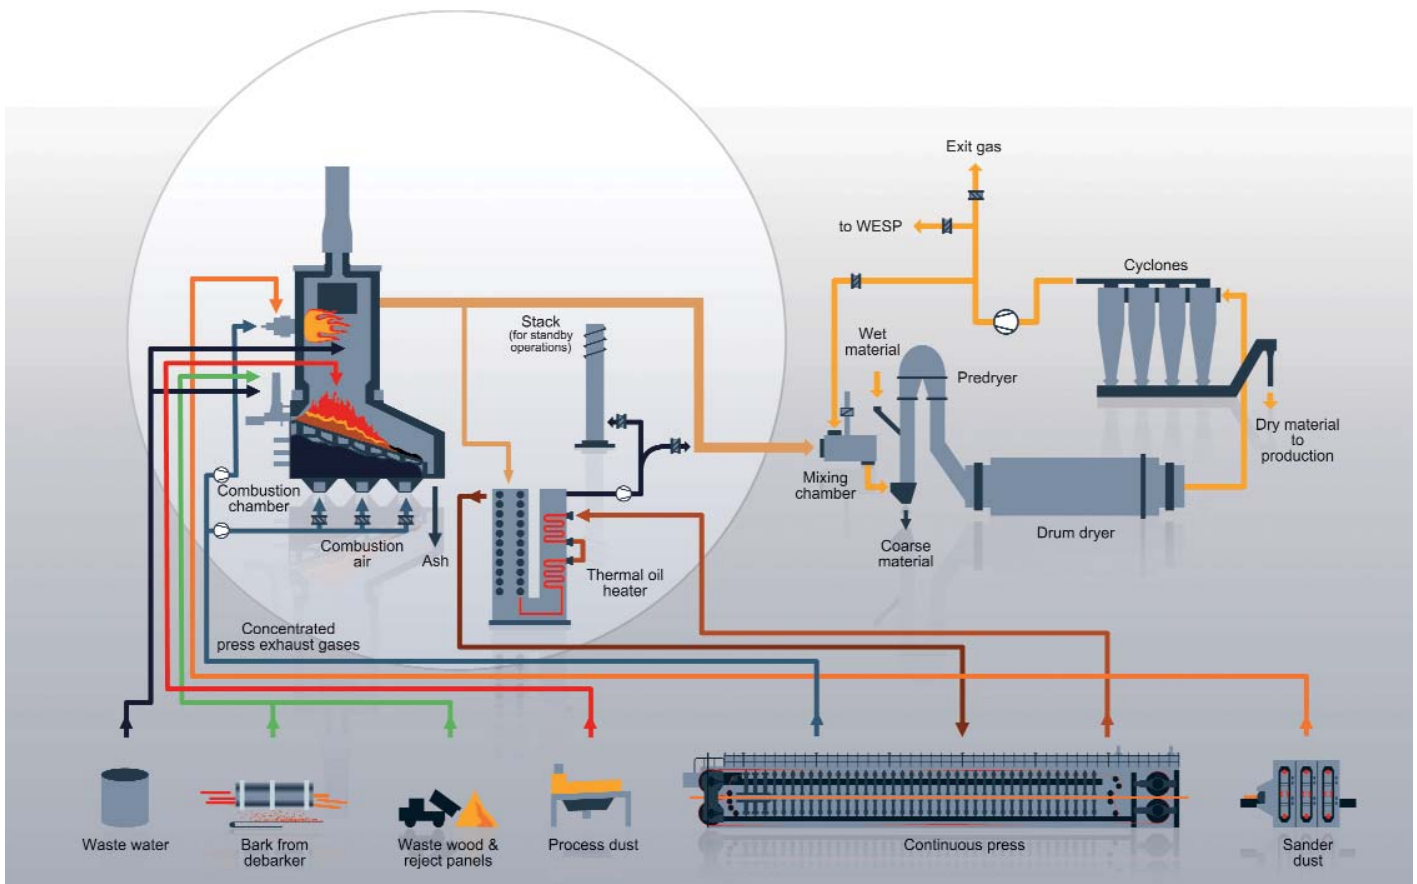 Exit gas
to WESP
Cyclones
Stack
(for standby
operations)
Wet
material
Predryer
Dry material
to
production
Mixing
chamber
Combustion
chamber
Drum dryer
Combustion
air
Ash
Coarse
material
Thermal oil
heater
Concentrated
press exhaust gases
Waste water
Bark from
debarker
Waste wood &
reject panels
Process dust
Continuous press
Sander
dust